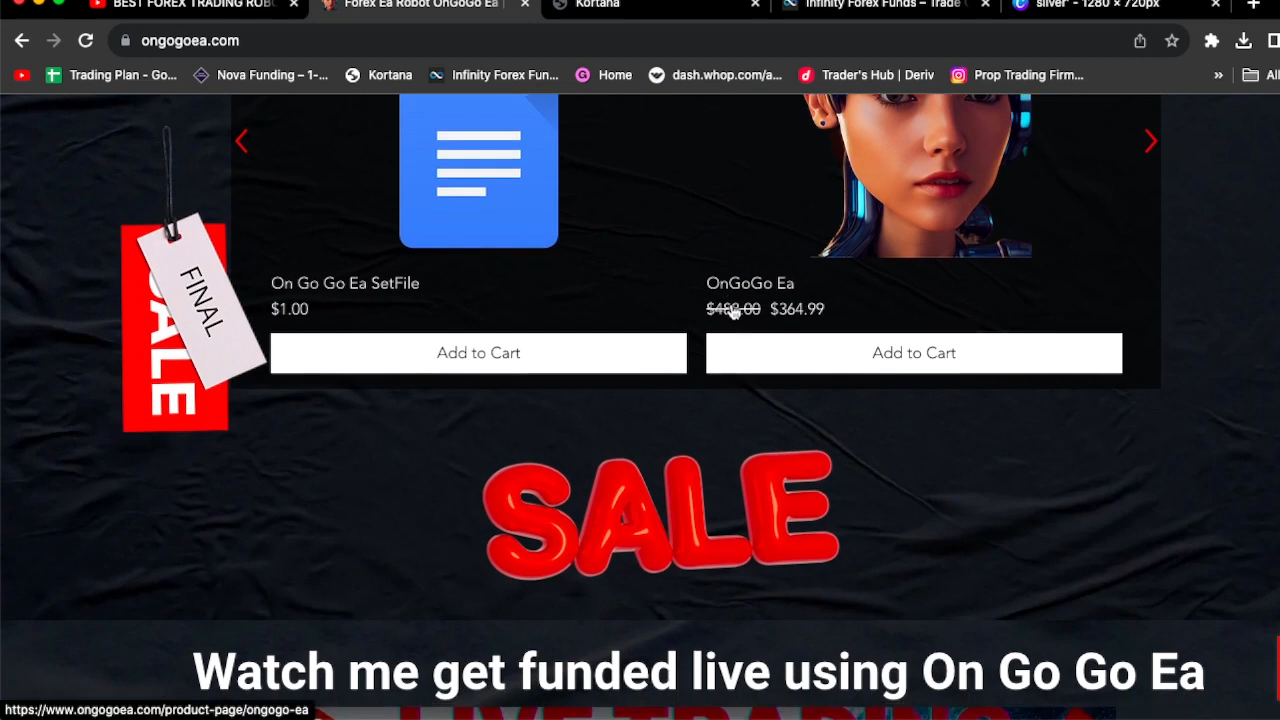 BEST FOREX TRADING ROB
Forex Ea Robot OnGoGo Ea
Kortana
Infinity Forex Funds – Trade
silver" - 1280 × 720px
ongogoea.com
Trading Plan - Go...
Nova Funding – 1-...
Kortana
Infinity Forex Fun...
Home
dash.whop.com/a...
Trader's Hub | Deriv
Prop Trading Firm...
»
All
SALE
FINAL
On Go Go Ea SetFile
$1.00
Add to Cart
OnGoGo Ea
$364.99
Add to Cart
SALE
Watch me get funded live using On Go Go Ea
LIVE TRADING
https://www.ongogoea.com/product-page/ongogo-ea